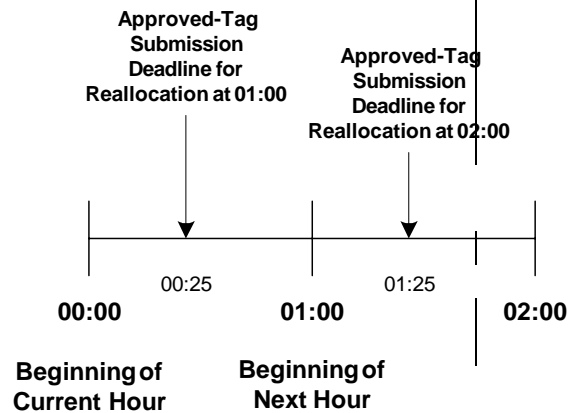 Approved-Tag
Submission
Deadline for
Reallocation at 01:00
Approved-Tag
Submission
Deadline for
Reallocation at 02:00
00:25
01:25
00:00
01:00
02:00
Beginning of
Current Hour
Beginning of
Next Hour